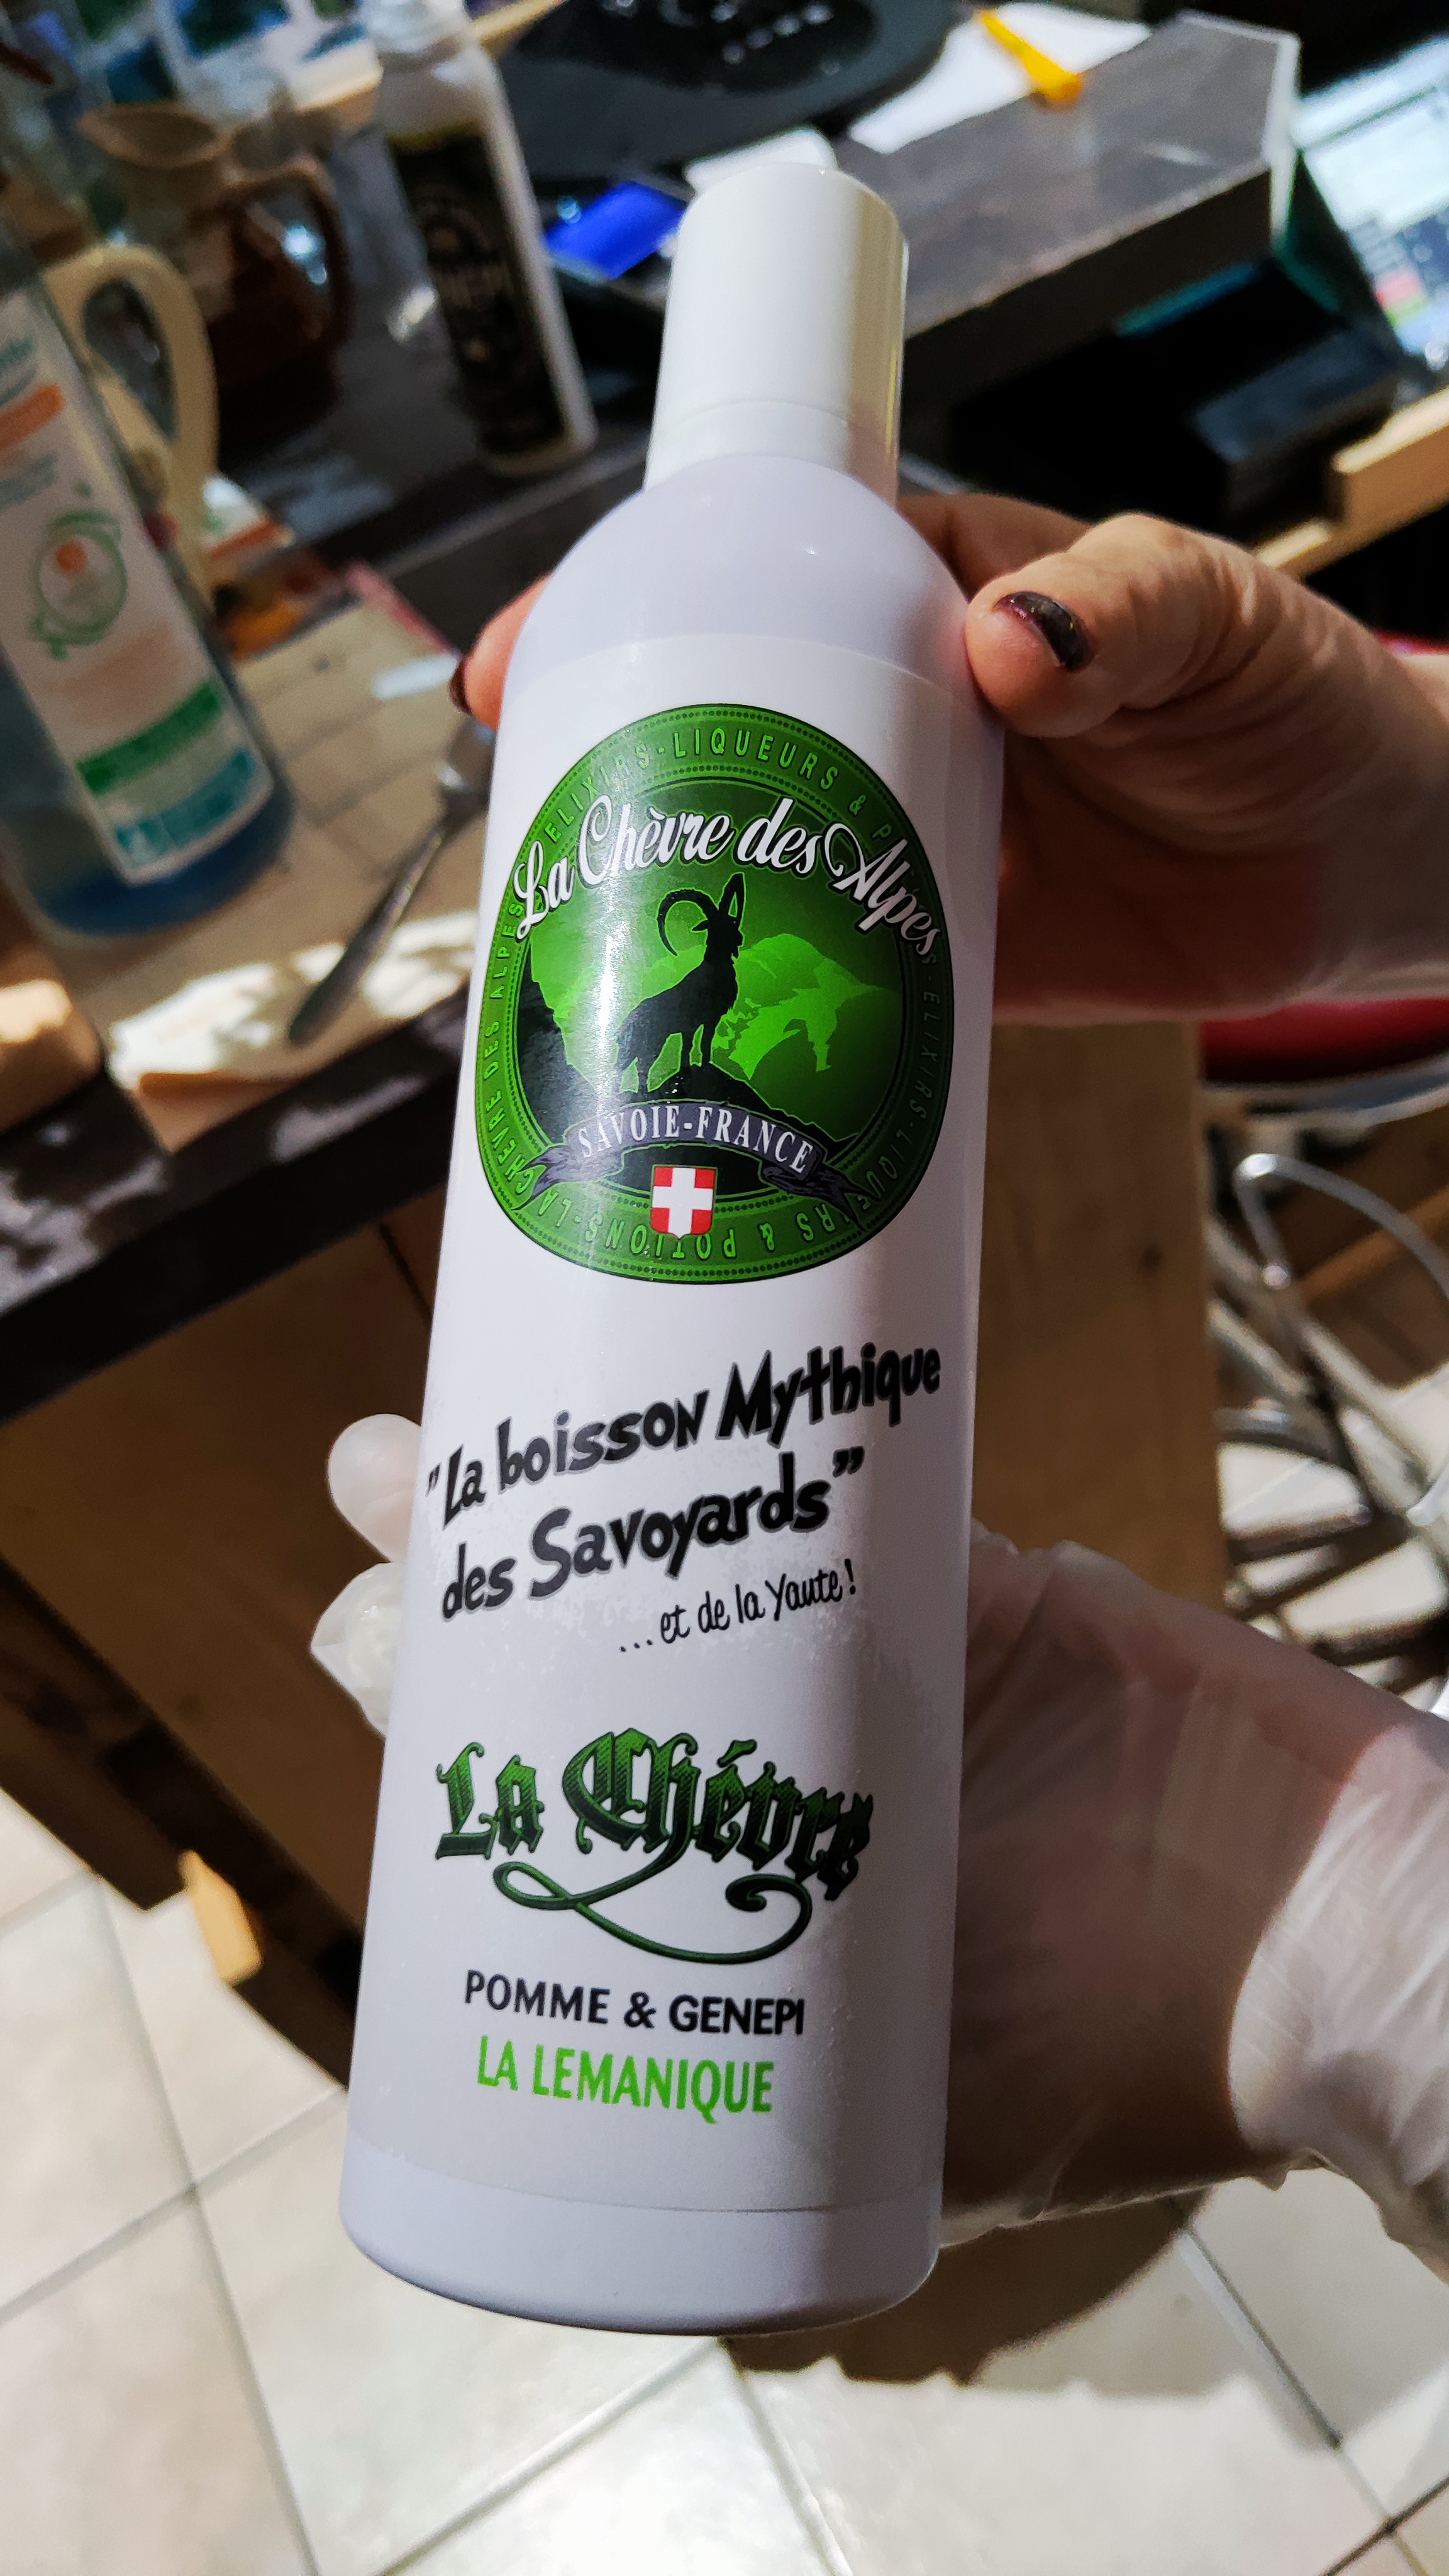 ELIXIRS-LIQUEURS &
La Chèvre des Alpes
LA CHEVRE DES ALPES
ELIXIRS-LIQUEURS & POTIONS
SAVOIE-FRANCE
"La boisson Mythique
des Savoyards"
...et de la Yaute!
La Chévre
POMME & GENEPI
LA LEMANIQUE